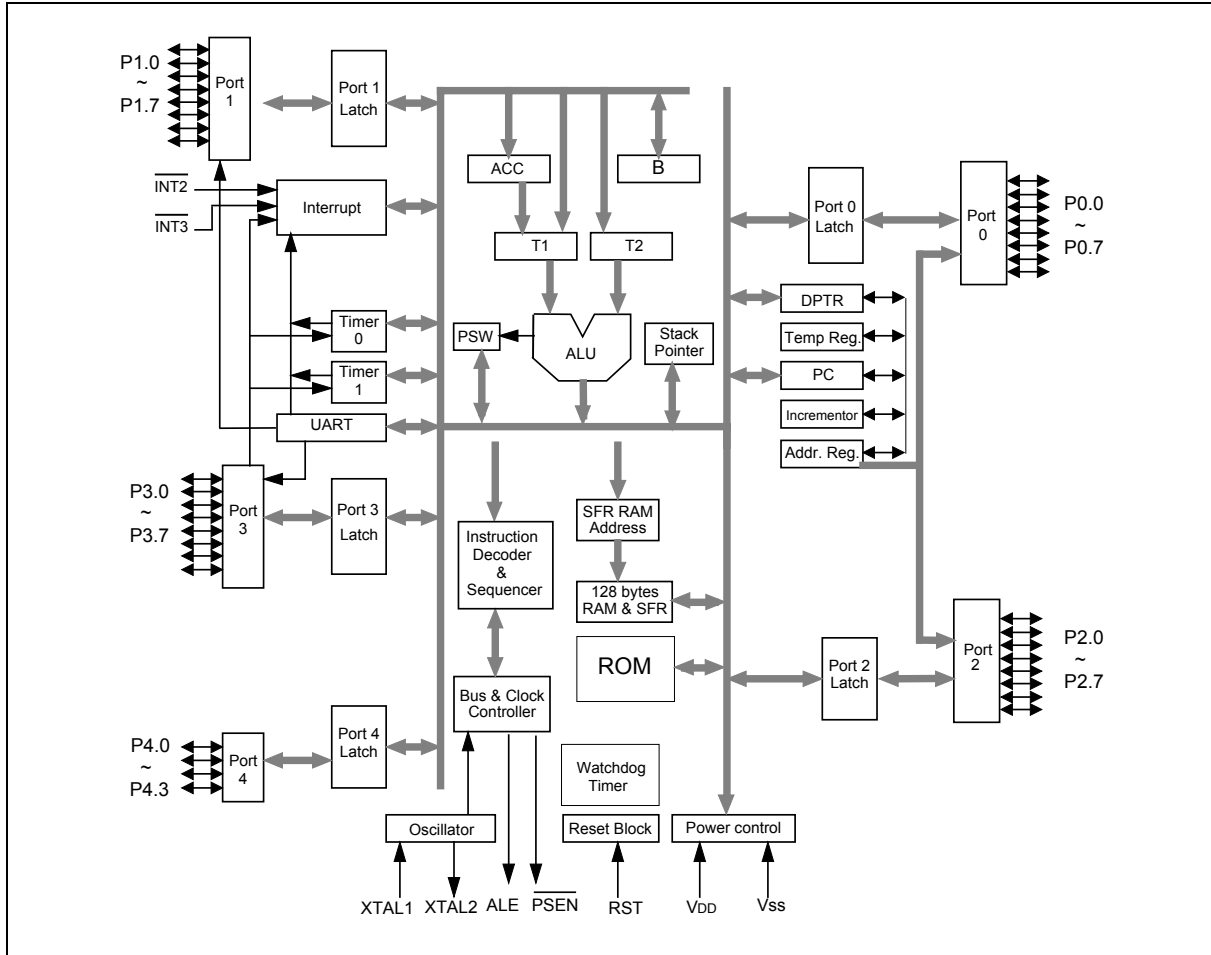 P1.0
~
P1.7
Port
1
Port 1
Latch
INT2
INT3
Interrupt
ACC
B
T1
T2
Port 0
Latch
Port
0
P0.0
~
P0.7
Timer
0
Timer
1
UART
PSW
ALU
Stack
Pointer
DPTR
Temp Reg.
PC
Incrementor
Addr. Reg.
P3.0
~
P3.7
Port
3
Port 3
Latch
Instruction
Decoder
&
Sequencer
SFR RAM
Address
128 bytes
RAM & SFR
ROM
Port 2
Latch
Port
2
P2.0
~
P2.7
Bus & Clock
Controller
P4.0
~
P4.3
Port
4
Port 4
Latch
Watchdog
Timer
Oscillator
Reset Block
Power control
XTAL1
XTAL2
ALE
PSEN
RST
VDD
Vss